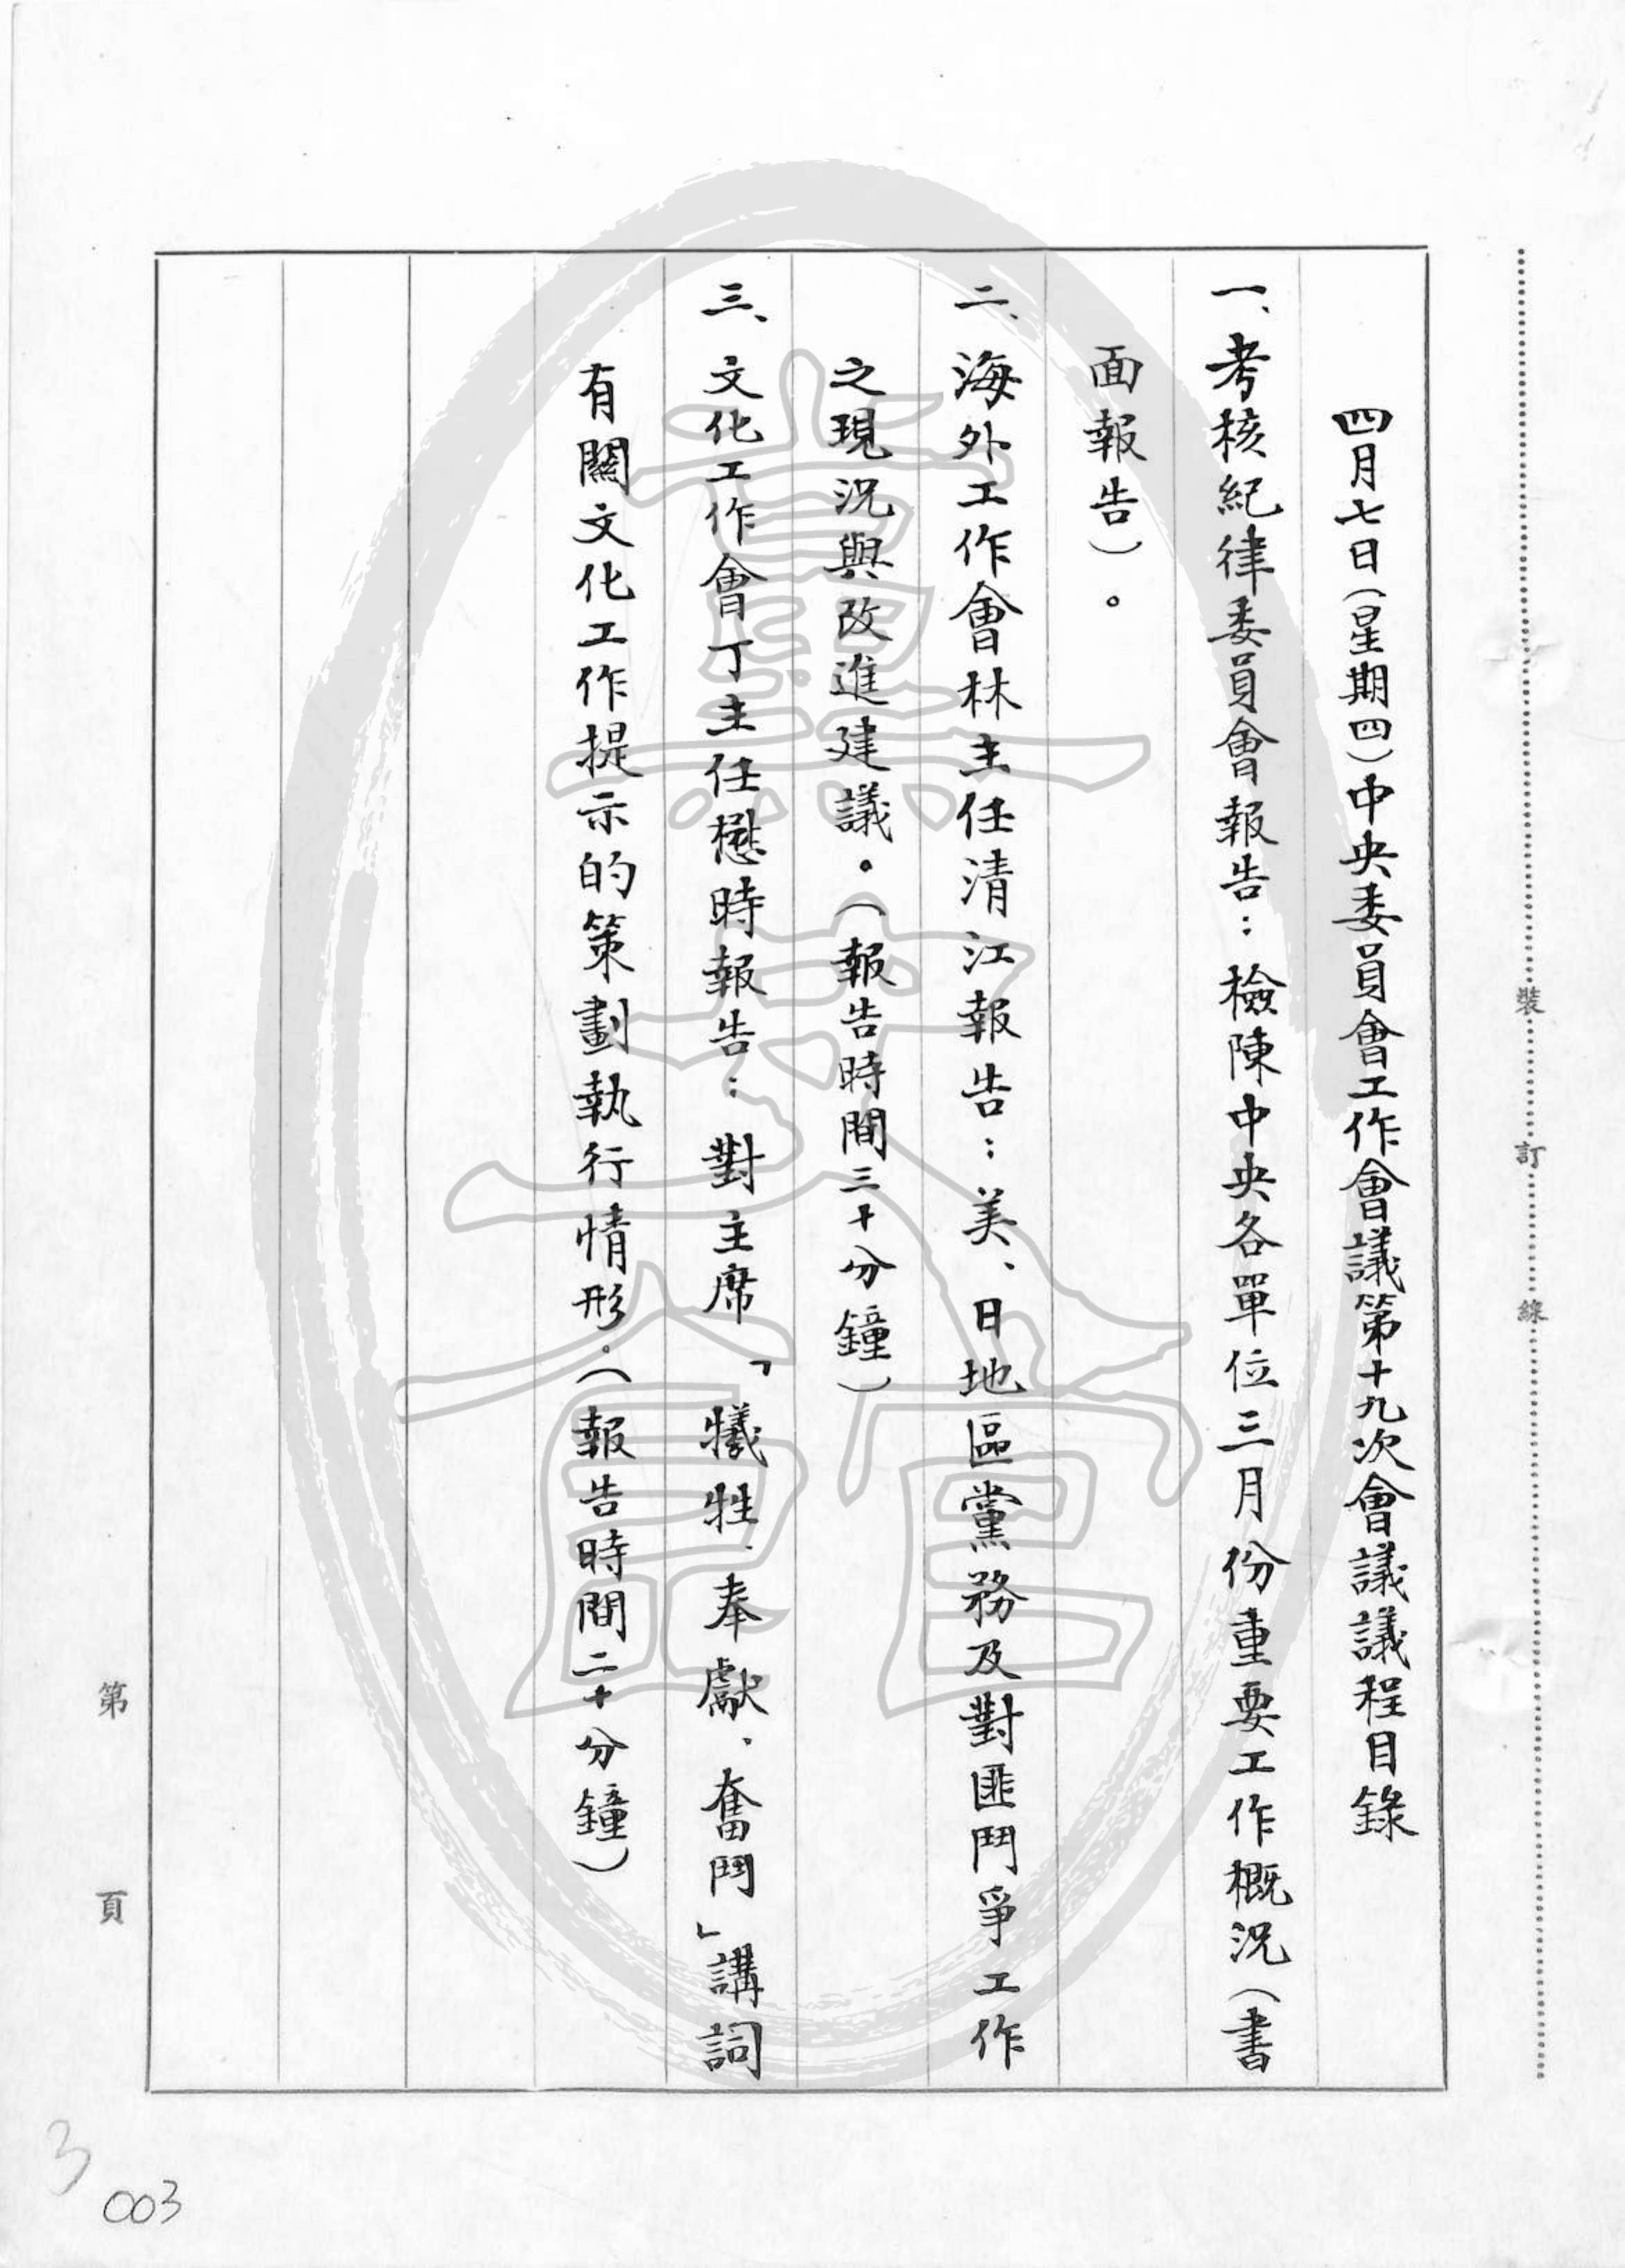 裝訂線
四月七日(星期四)中央委員會工作會議第十九次會議議程目錄
一、考核紀律委員會報告:檢陳中央各單位三月份重要工作概況(書
面報告)。
二、海外工作會林主任清江報告:美、日地區黨務及對匪鬥爭工作
之現況與改進建議。(報告時間三十分鐘)
三、文化工作會丁主任懋時報告:對主席「犧牲、奉獻、奮鬥」講詞
有關文化工作提示的策劃執行情形。(報告時間二十分鐘)
第頁
3
003